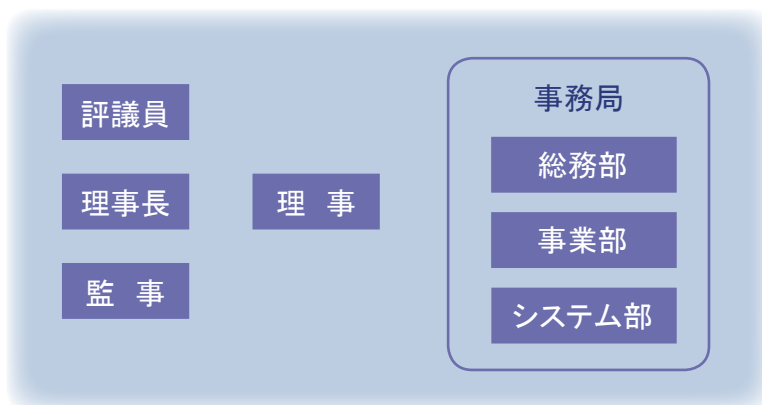 評議員
理事長
監 事
理 事
事務局
総務部
事業部
システム部